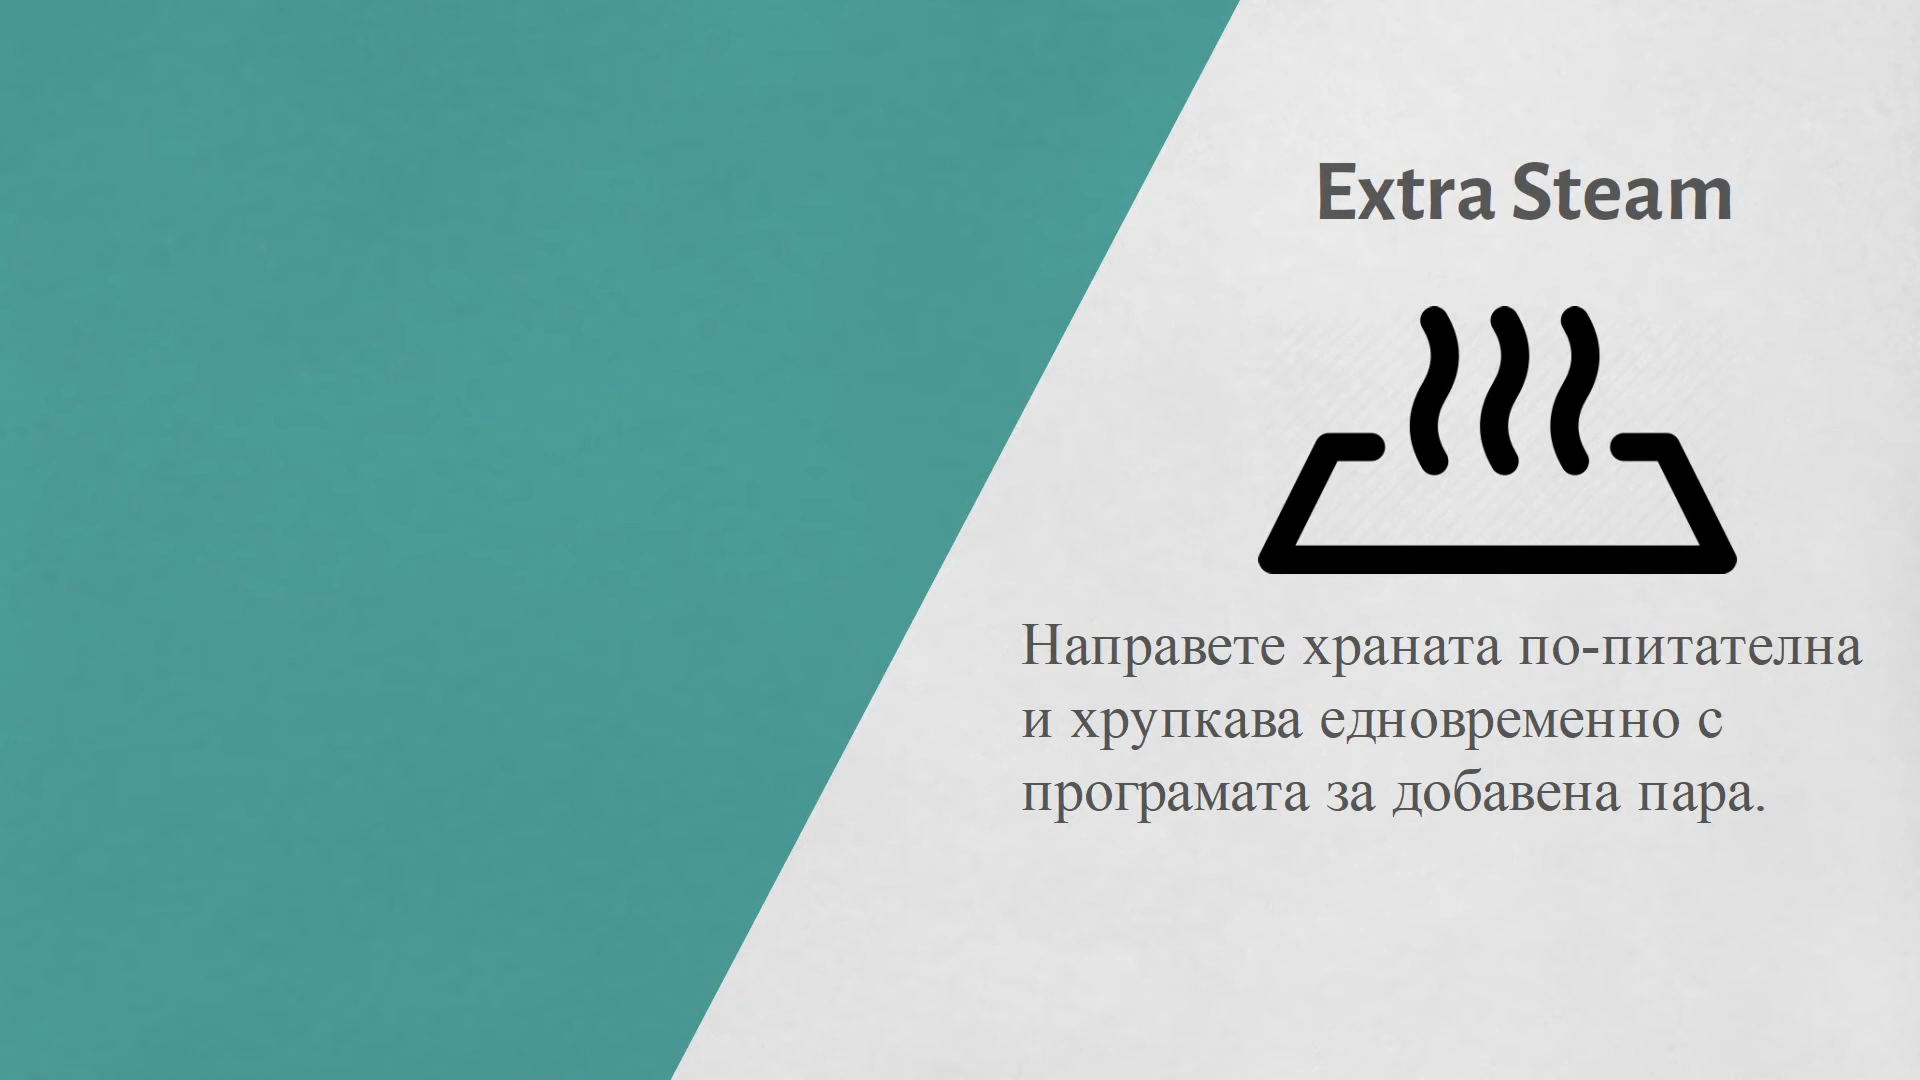 Extra Steam
Направете храната по-питателна
и хрупкава едновременно с
програмата за добавена пара.